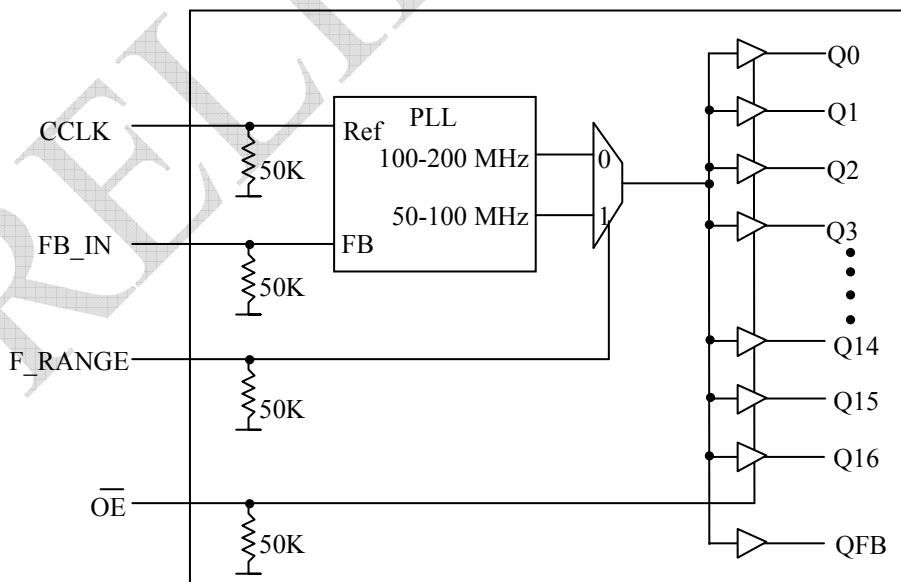 CCLK
FB_IN
F_RANGE
OE
50K
50K
50K
50K
PLL
Ref
100-200 MHz
50-100 MHz
FB
0
1
Q0
Q1
Q2
Q3
Q14
Q15
Q16
QFB